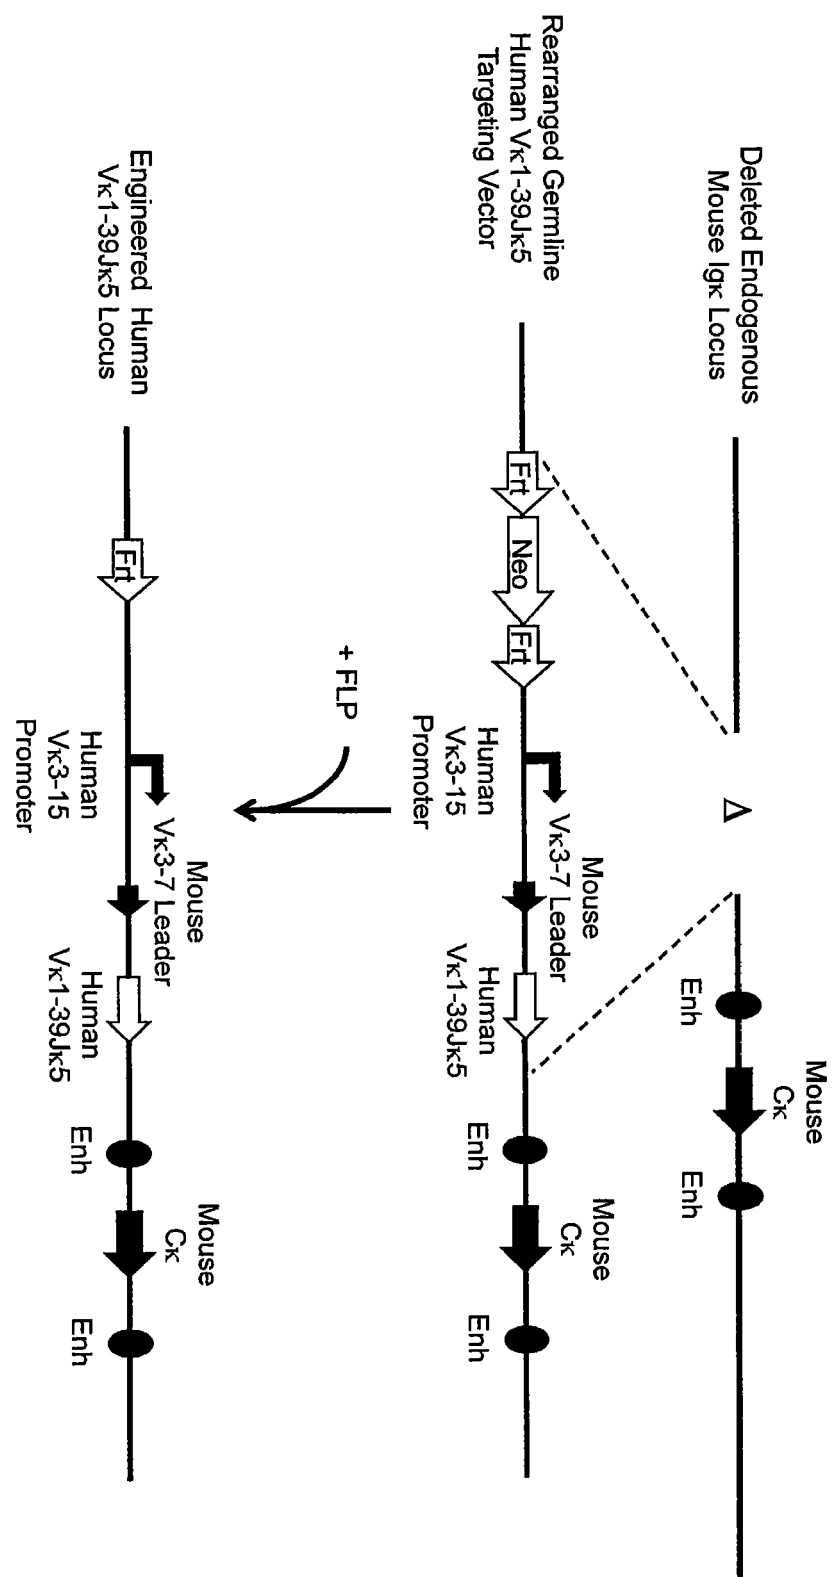 Deleted Endogenous
Mouse Igκ Locus
Δ
Enh
Mouse
Cκ
Enh
Rearranged Germline
Human Vκ1-39Jκ5
Targeting Vector
Frt
Neo
Frt
Human
Vκ3-15
Promoter
Mouse
Vκ3-7 Leader
Human
Vκ1-39Jκ5
Enh
Mouse
Cκ
Enh
+ FLP
Engineered Human
Vκ1-39Jκ5 Locus
Frt
Human
Vκ3-15
Promoter
Mouse
Vκ3-7 Leader
Human
Vκ1-39Jκ5
Enh
Mouse
Cκ
Enh